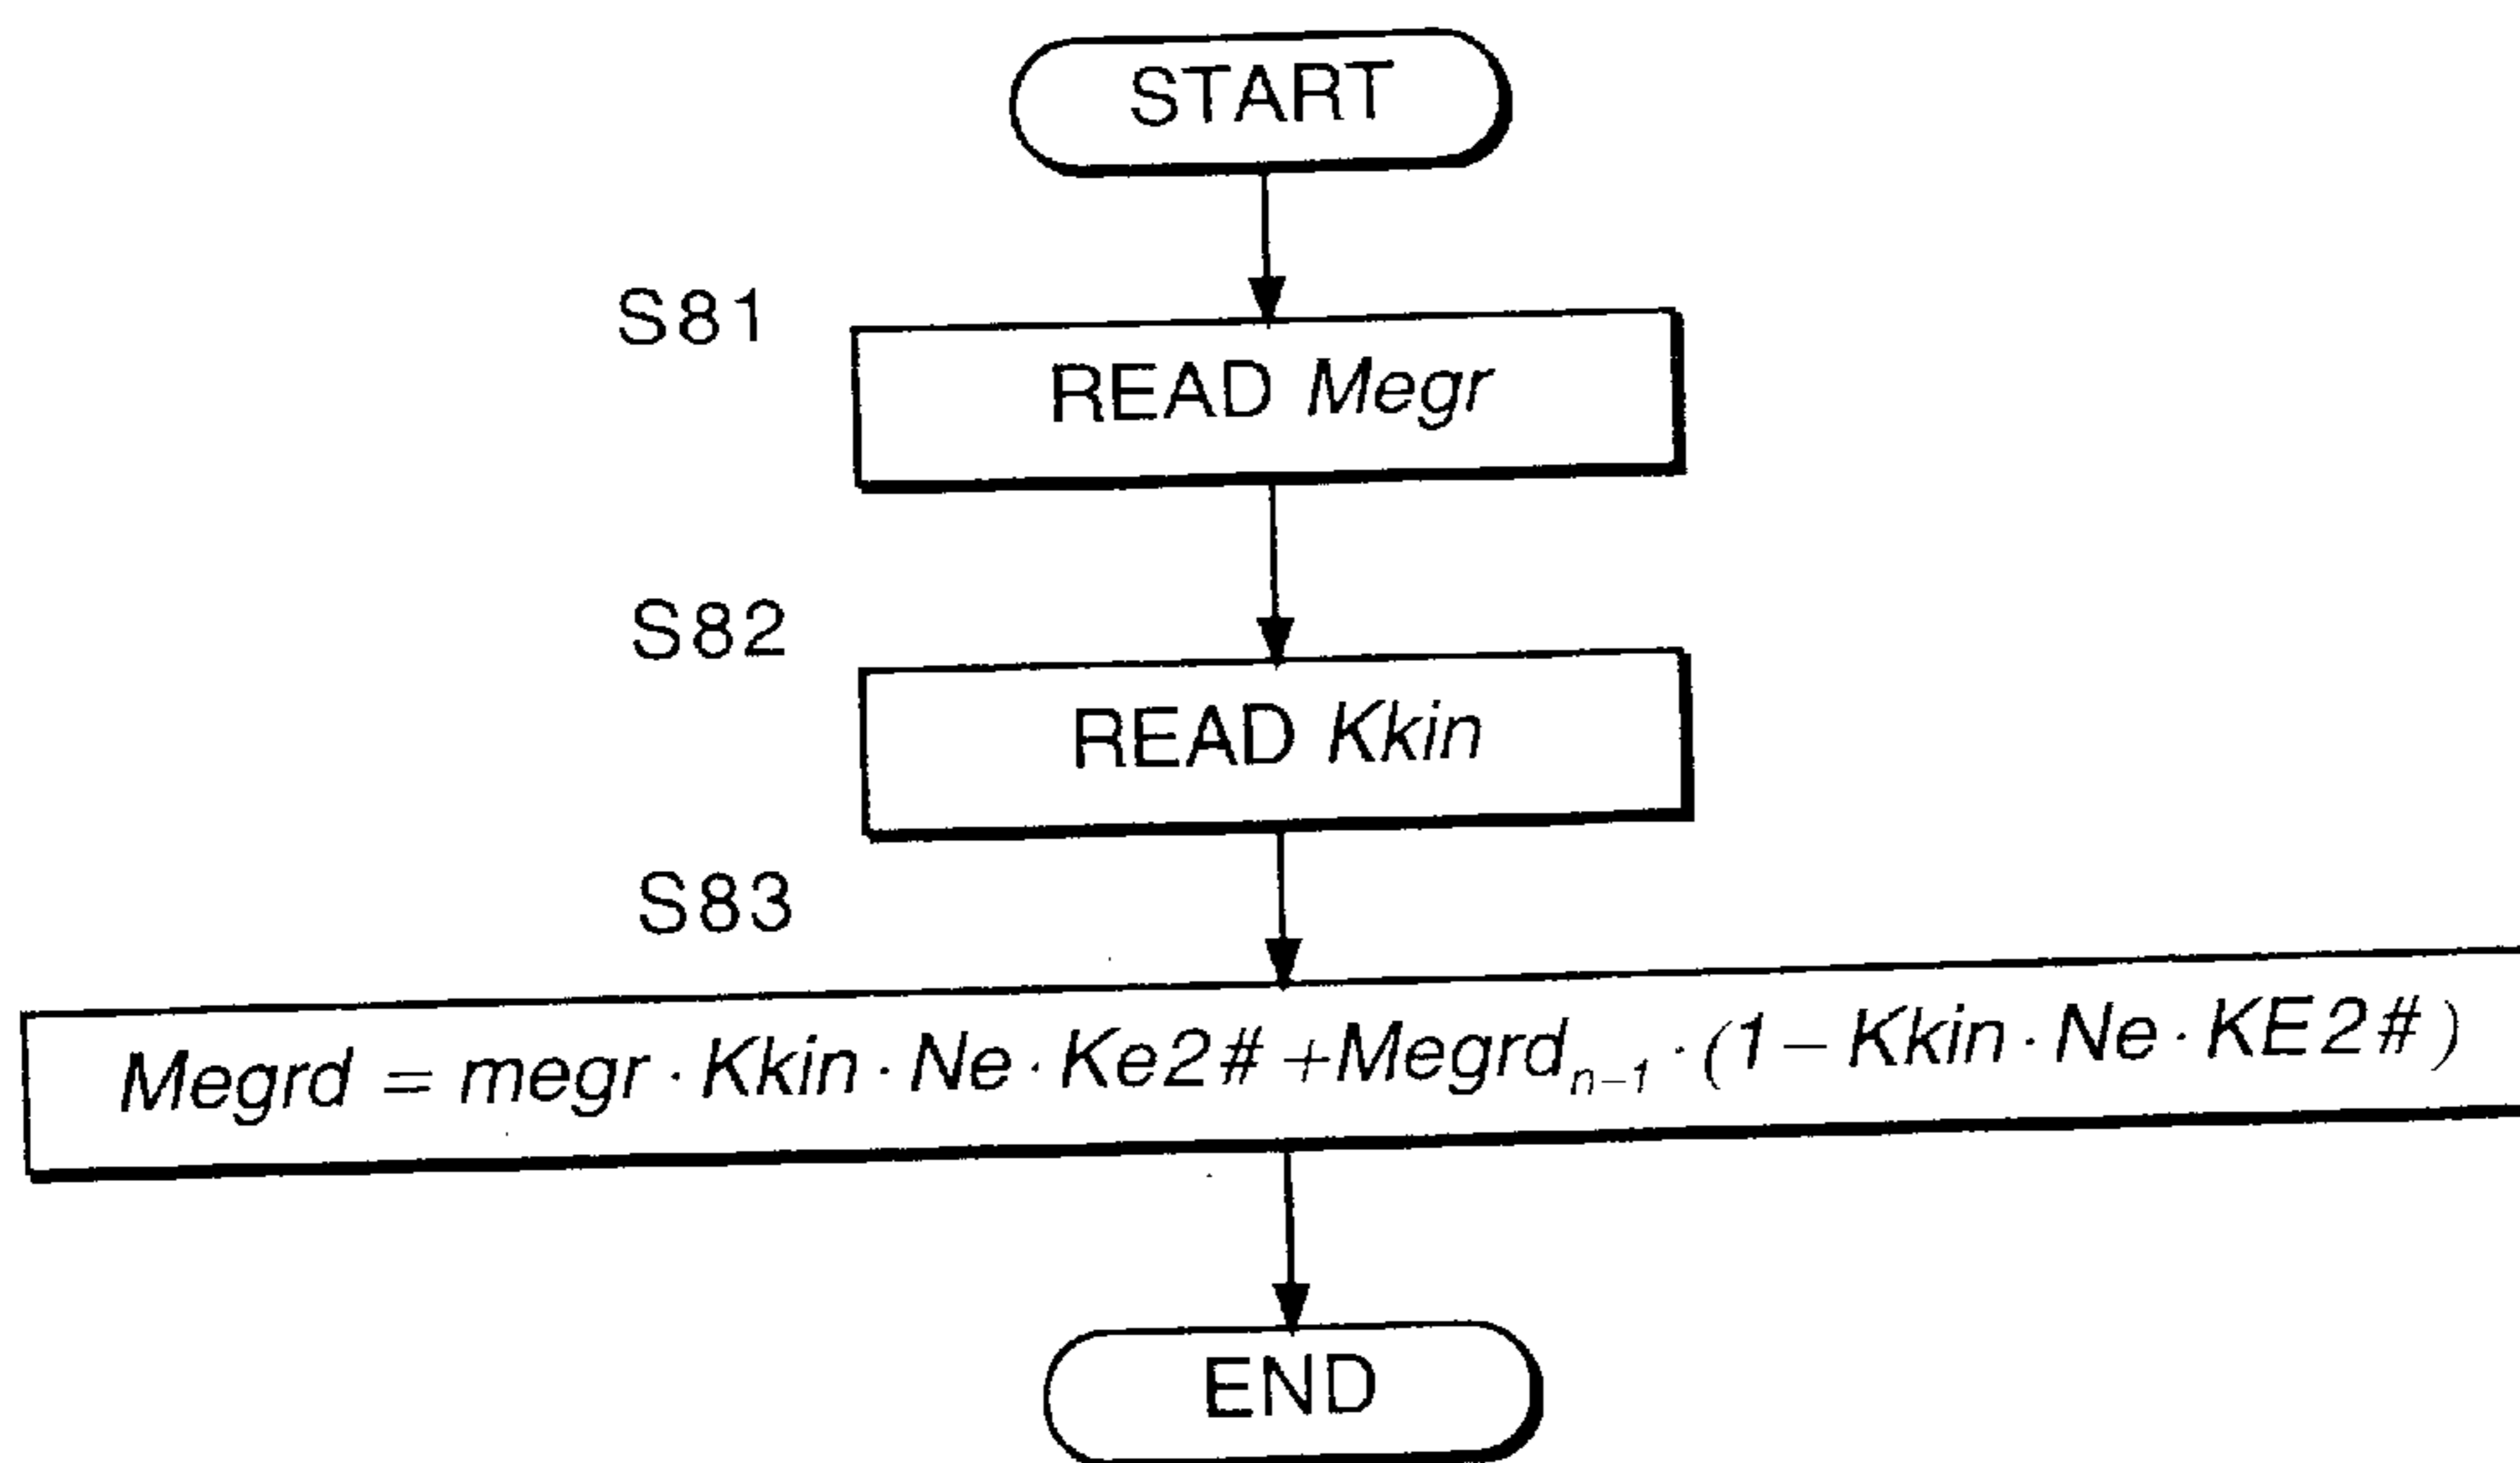 START
S81
READ Megr
S82
READ Kkin
S83
Megrd = megr·Kkin·Ne·Ke2#+Megrdₙ₋₁·(1−Kkin·Ne·KE2#)
END